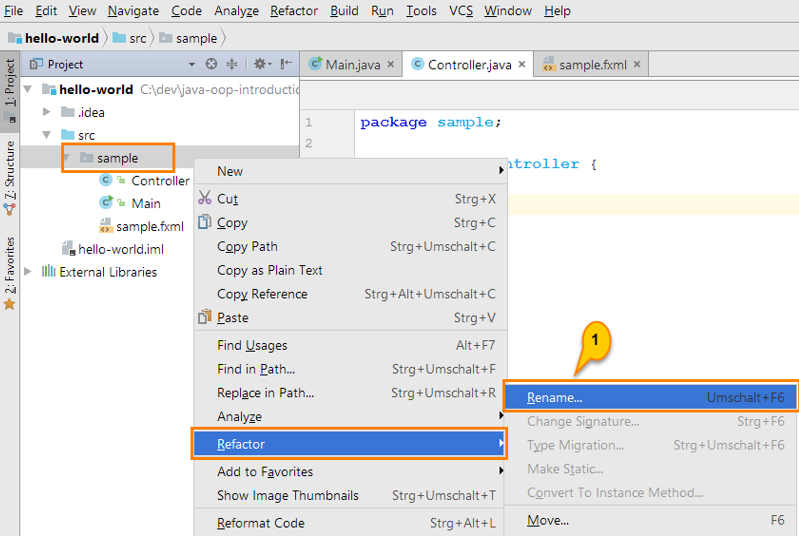 File Edit View Navigate Code Analyze Refactor Build Run Tools VCS Window Help
hello-world src sample
Project
Main.java Controller.java sample.fxml
1: Project
Z: Structure
2: Favorites
hello-world C:\dev\java-oop-introduction
.idea
src
sample
Controller
Main
sample.fxml
hello-world.iml
External Libraries
1 package sample;
2
ntroller {
New
Cut Strg+X
Copy Strg+C
Copy Path Strg+Umschalt+C
Copy as Plain Text
Copy Reference Strg+Alt+Umschalt+C
Paste Strg+V
Find Usages Alt+F7
Find in Path... Strg+Umschalt+F
Replace in Path... Strg+Umschalt+R
Analyze
Refactor
Add to Favorites
Show Image Thumbnails Strg+Umschalt+T
Reformat Code Strg+Alt+L
1
Rename... Umschalt+F6
Change Signature... Strg+F6
Type Migration... Strg+Umschalt+F6
Make Static...
Convert To Instance Method...
Move... F6